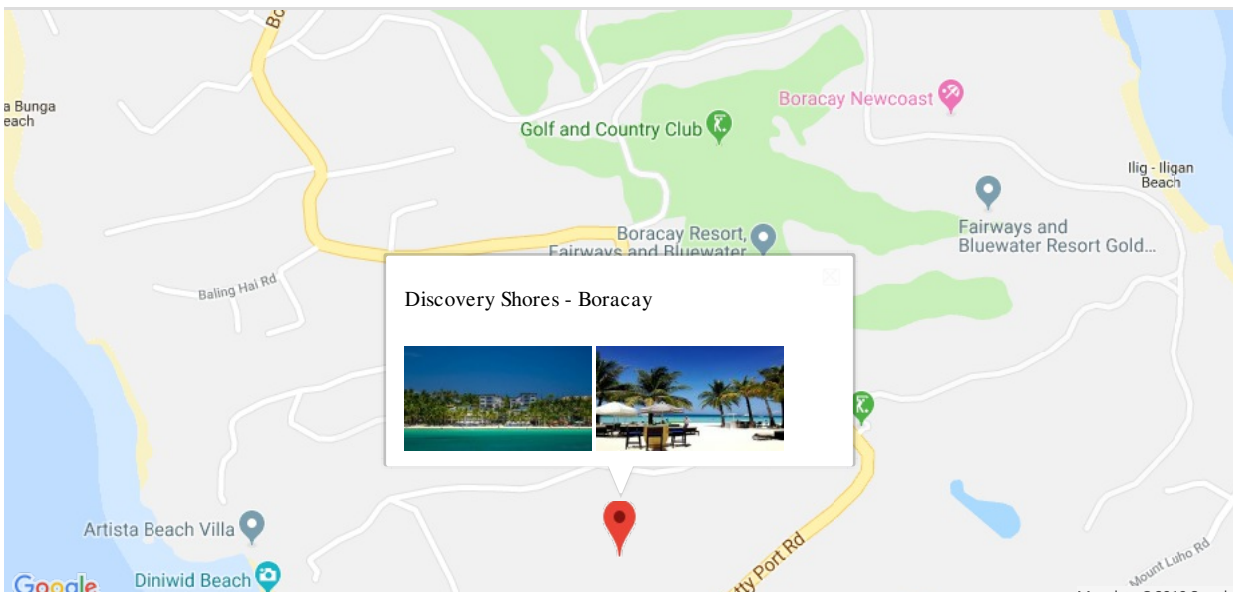 Bo
a Bunga
each
Boracay Newcoast
Golf and Country Club
Ilig - Iligan
Beach
Boracay Resort,
Fairways and Bluewater
Fairways and
Bluewater Resort Gold...
Baling Hai Rd
Discovery Shores - Boracay
Artista Beach Villa
Diniwid Beach
tty Port Rd
Mount Luho Rd
Google